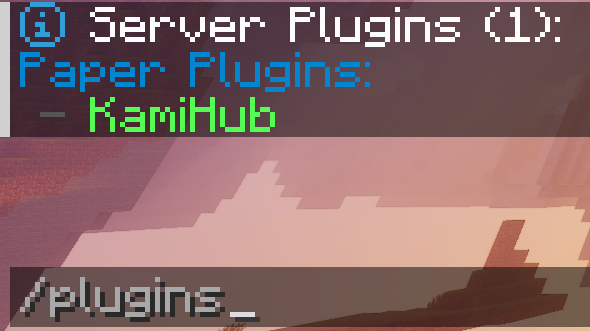 ⓘ Server Plugins (1):
Paper Plugins:
- KamiHub
/plugins_